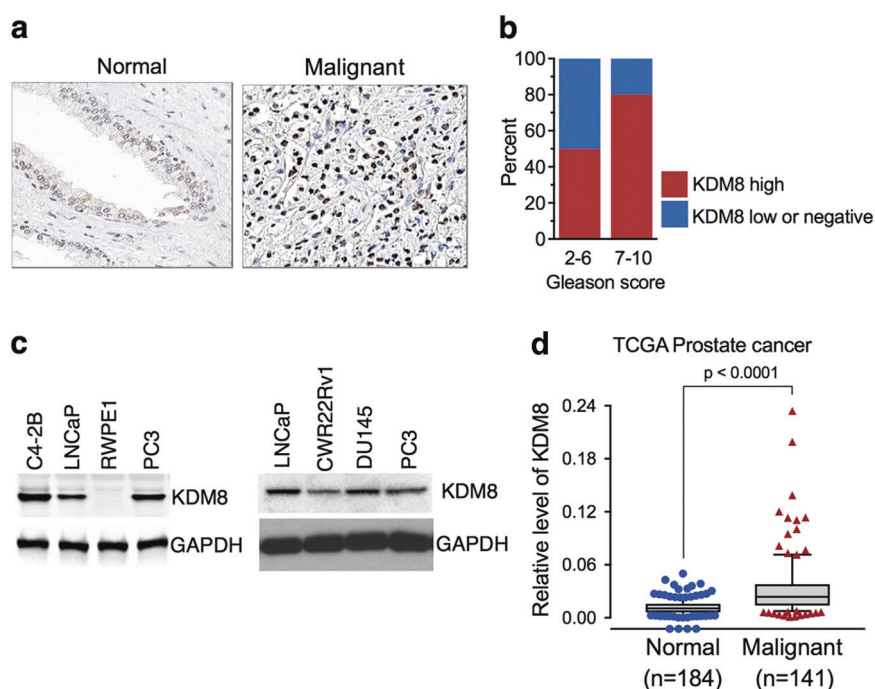 a
Normal
Malignant
b
100
80
60
40
20
0
Percent
2-6
7-10
Gleason score
KDM8 high
KDM8 low or negative
c
C4-2B
LNCaP
RWPE1
PC3
KDM8
GAPDH
LNCaP
CWR22Rv1
DU145
PC3
KDM8
GAPDH
d
TCGA Prostate cancer
p < 0.0001
Relative level of KDM8
0.24
0.18
0.12
0.06
0.00
Normal
(n=184)
Malignant
(n=141)